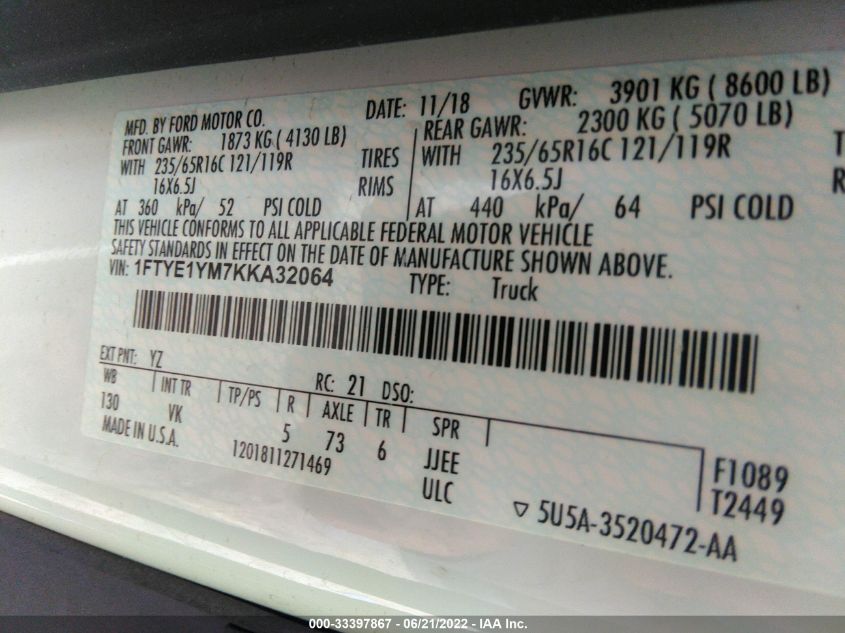 MFD. BY FORD MOTOR CO. DATE: 11/18 GVWR: 3901 KG ( 8600 LB)
FRONT GAWR: 1873 KG ( 4130 LB) REAR GAWR: 2300 KG ( 5070 LB)
WITH 235/65R16C 121/119R TIRES WITH 235/65R16C 121/119R
16X6.5J RIMS 16X6.5J
AT 360 kPa/ 52 PSI COLD AT 440 kPa/ 64 PSI COLD
THIS VEHICLE CONFORMS TO ALL APPLICABLE FEDERAL MOTOR VEHICLE
SAFETY STANDARDS IN EFFECT ON THE DATE OF MANUFACTURE SHOWN ABOVE.
VIN: 1FTYE1YM7KKA32064 TYPE: Truck
EXT PNT: YZ RC: 21 DSO:
WB INT TR TP/PS R AXLE TR SPR
130 VK 5 73 6 JJEE
MADE IN U.S.A. 1201811271469 ULC
F1089
T2449
▽ 5U5A-3520472-AA
000-33397867 - 06/21/2022 - IAA Inc.